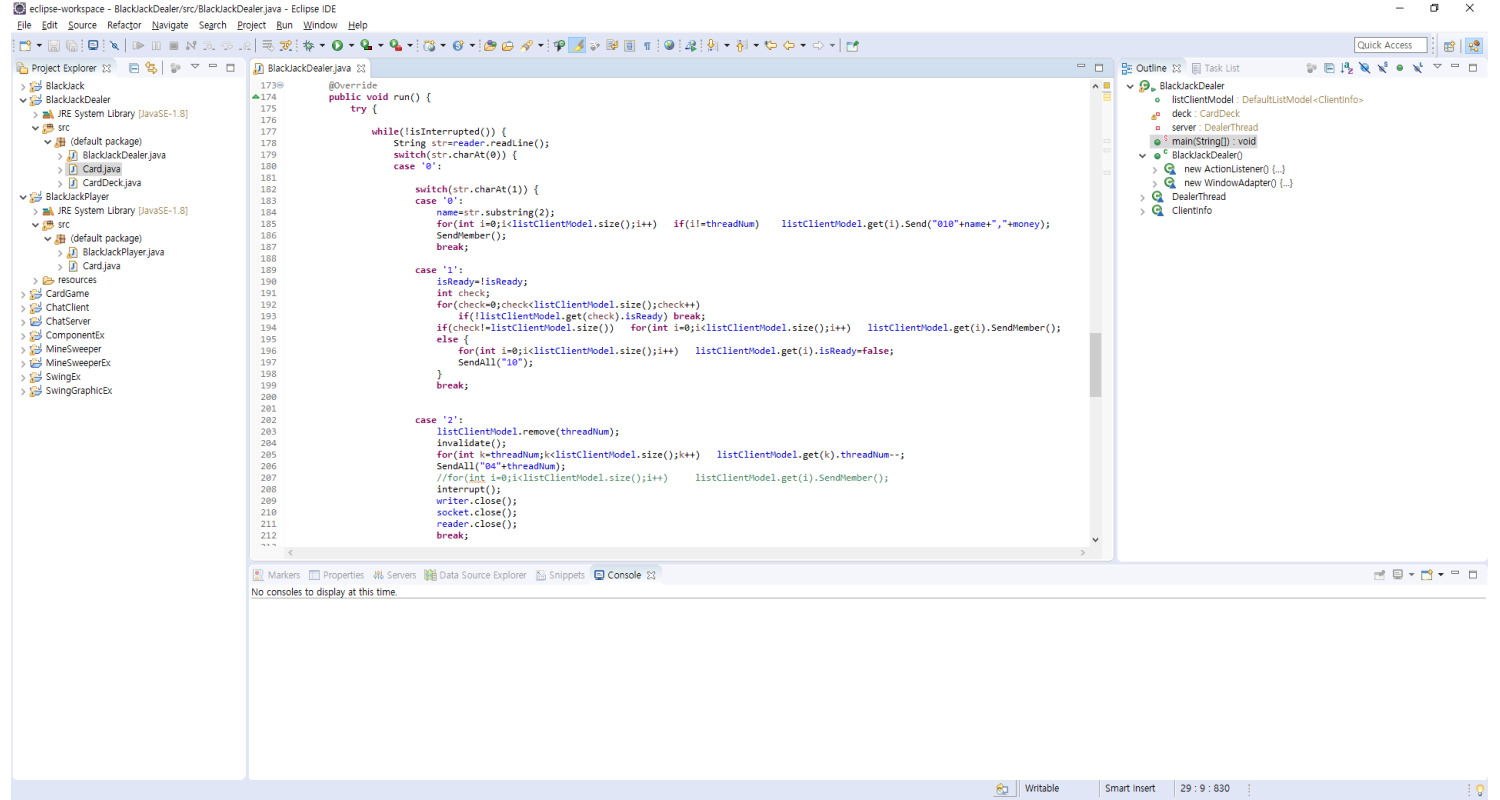 eclipse-workspace - BlackJackDealer/src/BlackJackDealer.java - Eclipse IDE
File Edit Source Refactor Navigate Search Project Run Window Help
Quick Access
Project Explorer
BlackJack
BlackJackDealer
JRE System Library [JavaSE-1.8]
src
(default package)
BlackJackDealer.java
Card.java
CardDeck.java
BlackJackPlayer
JRE System Library [JavaSE-1.8]
src
(default package)
BlackJackPlayer.java
Card.java
resources
CardGame
ChatClient
ChatServer
ComponentEx
MineSweeper
MineSweeperEx
SwingEx
SwingGraphicEx
BlackJackDealer.java
173 @Override
174 public void run() {
175 try {
176
177 while(!isInterrupted()) {
178 String str=reader.readLine();
179 switch(str.charAt(0)) {
180 case '0':
181
182 switch(str.charAt(1)) {
183 case '0':
184 name=str.substring(2);
185 for(int i=0;i<listClientModel.size();i++) if(i!=threadNum) listClientModel.get(i).Send("010"+name+","+money);
186 SendMember();
187 break;
188
189 case '1':
190 isReady=!isReady;
191 int check;
192 for(check=0;check<listClientModel.size();check++)
193 if(!listClientModel.get(check).isReady) break;
194 if(check!=listClientModel.size()) for(int i=0;i<listClientModel.size();i++) listClientModel.get(i).SendMember();
195 else {
196 for(int i=0;i<listClientModel.size();i++) listClientModel.get(i).isReady=false;
197 SendAll("10");
198 }
199 break;
200
201
202 case '2':
203 listClientModel.remove(threadNum);
204 invalidate();
205 for(int k=threadNum;k<listClientModel.size();k++) listClientModel.get(k).threadNum--;
206 SendAll("04"+threadNum);
207 //for(int i=0;i<listClientModel.size();i++) listClientModel.get(i).SendMember();
208 interrupt();
209 writer.close();
210 socket.close();
211 reader.close();
212 break;
Outline Task List
BlackJackDealer
listClientModel : DefaultListModel<ClientInfo>
deck : CardDeck
server : DealerThread
main(String[]) : void
BlackJackDealer()
new ActionListener() {...}
new WindowAdapter() {...}
DealerThread
ClientInfo
Markers Properties Servers Data Source Explorer Snippets Console
No consoles to display at this time.
Writable Smart Insert 29 : 9 : 830